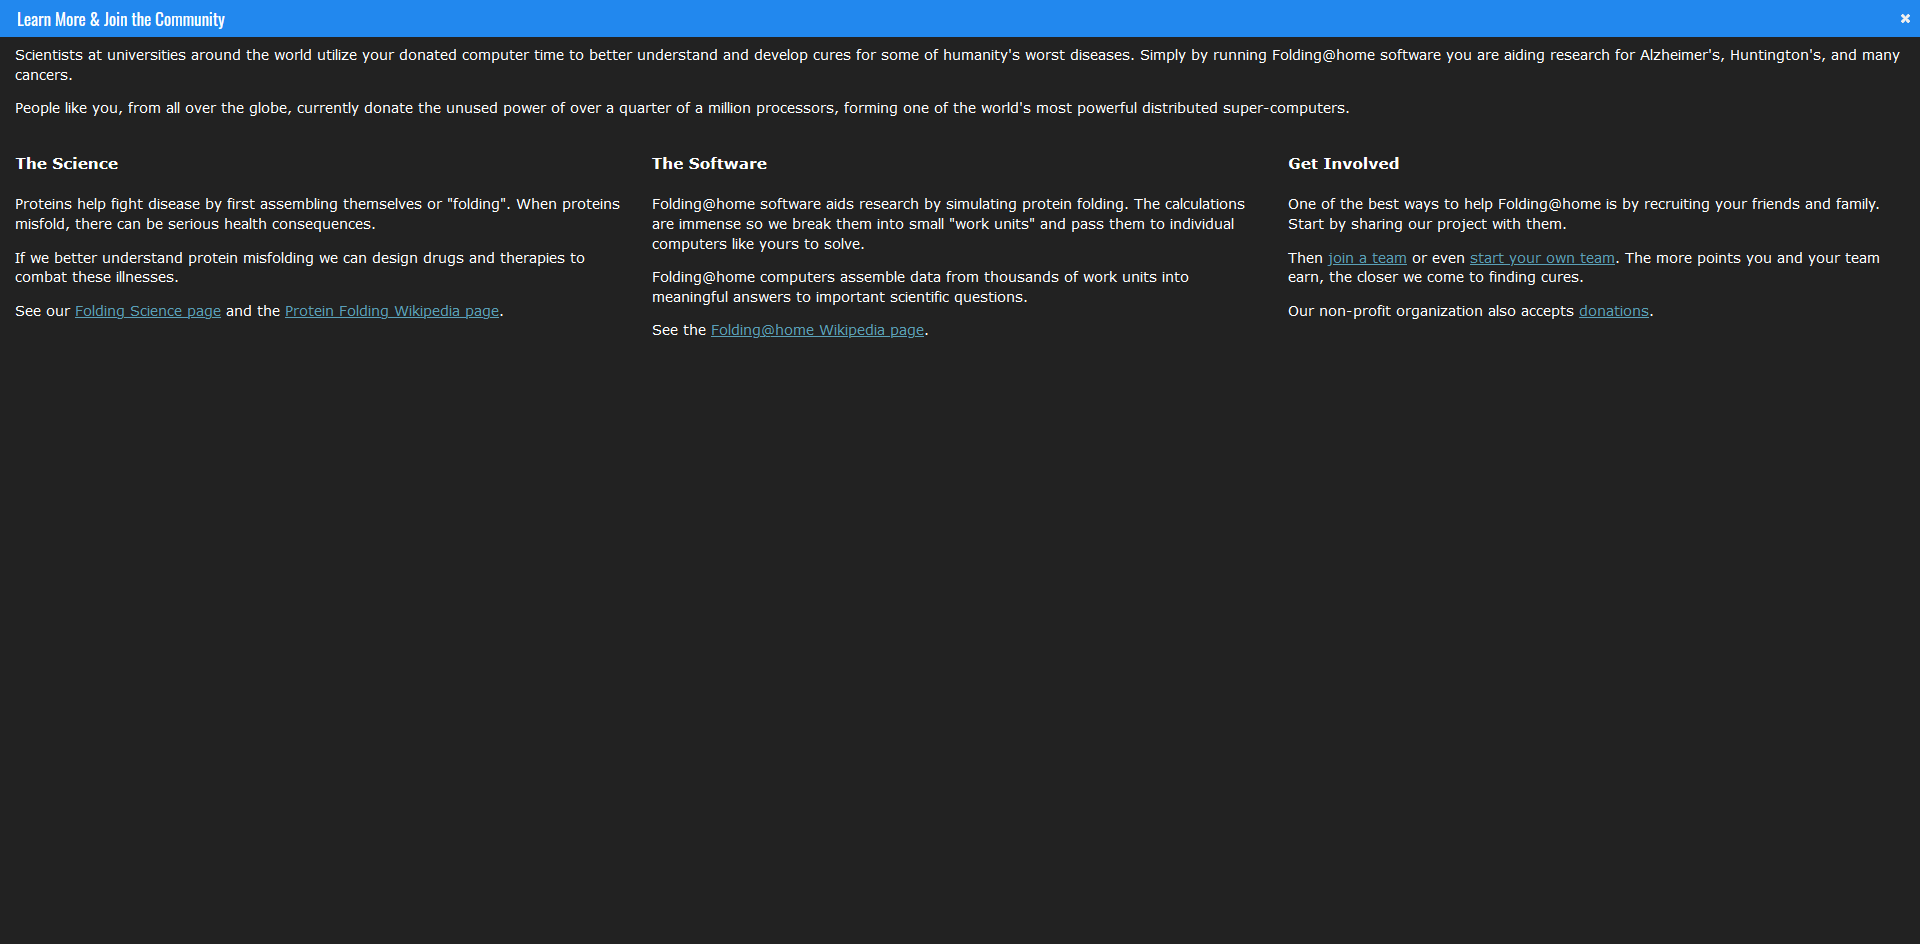 Learn More & Join the Community
Scientists at universities around the world utilize your donated computer time to better understand and develop cures for some of humanity's worst diseases. Simply by running Folding@home software you are aiding research for Alzheimer's, Huntington's, and many
cancers.
People like you, from all over the globe, currently donate the unused power of over a quarter of a million processors, forming one of the world's most powerful distributed super-computers.
The Science
Proteins help fight disease by first assembling themselves or "folding". When proteins
misfold, there can be serious health consequences.
If we better understand protein misfolding we can design drugs and therapies to
combat these illnesses.
See our Folding Science page and the Protein Folding Wikipedia page.
The Software
Folding@home software aids research by simulating protein folding. The calculations
are immense so we break them into small "work units" and pass them to individual
computers like yours to solve.
Folding@home computers assemble data from thousands of work units into
meaningful answers to important scientific questions.
See the Folding@home Wikipedia page.
Get Involved
One of the best ways to help Folding@home is by recruiting your friends and family.
Start by sharing our project with them.
Then join a team or even start your own team. The more points you and your team
earn, the closer we come to finding cures.
Our non-profit organization also accepts donations.